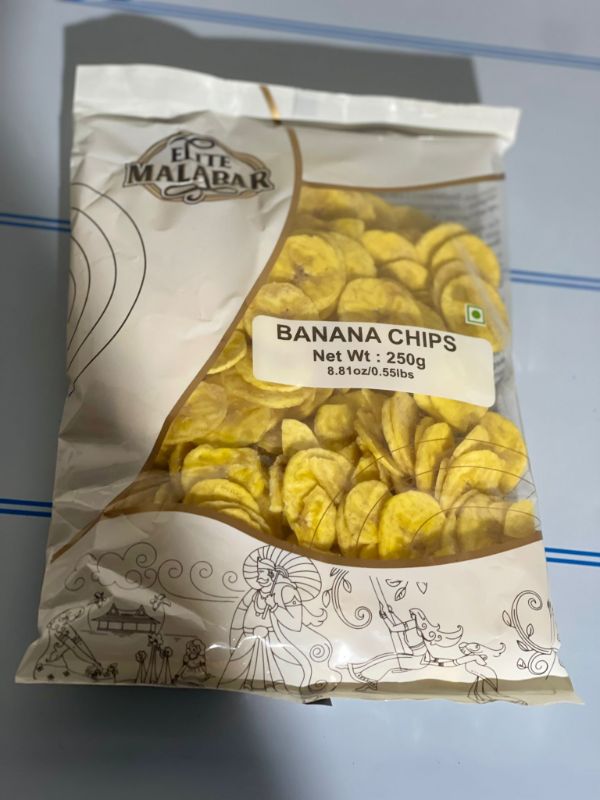 ELITE
MALABAR
BANANA CHIPS
Net Wt : 250g
8.81oz/0.55lbs